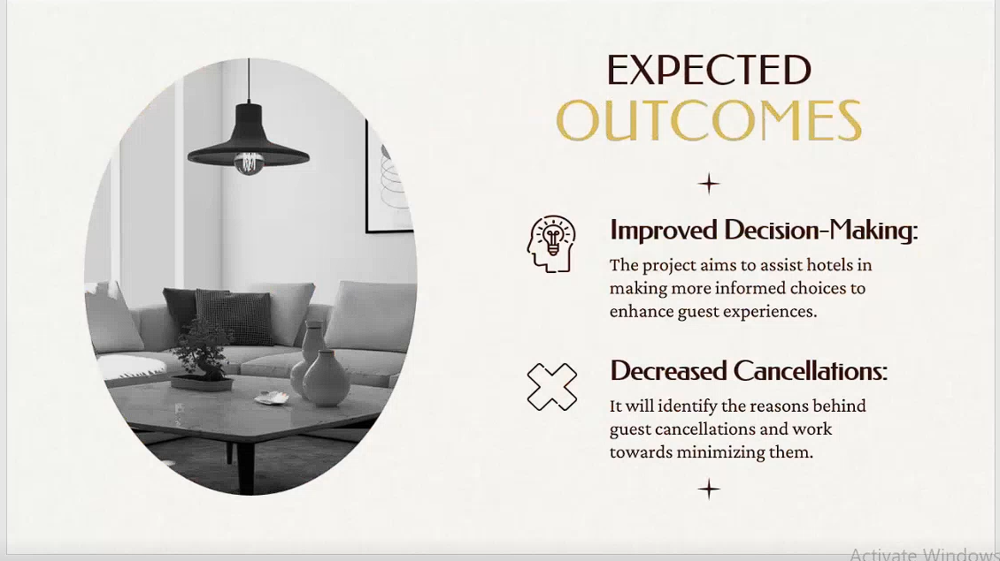 EXPECTED
OUTCOMES
Improved Decision-Making:
The project aims to assist hotels in
making more informed choices to
enhance guest experiences.
Decreased Cancellations:
It will identify the reasons behind
guest cancellations and work
towards minimizing them.
Activate Windows